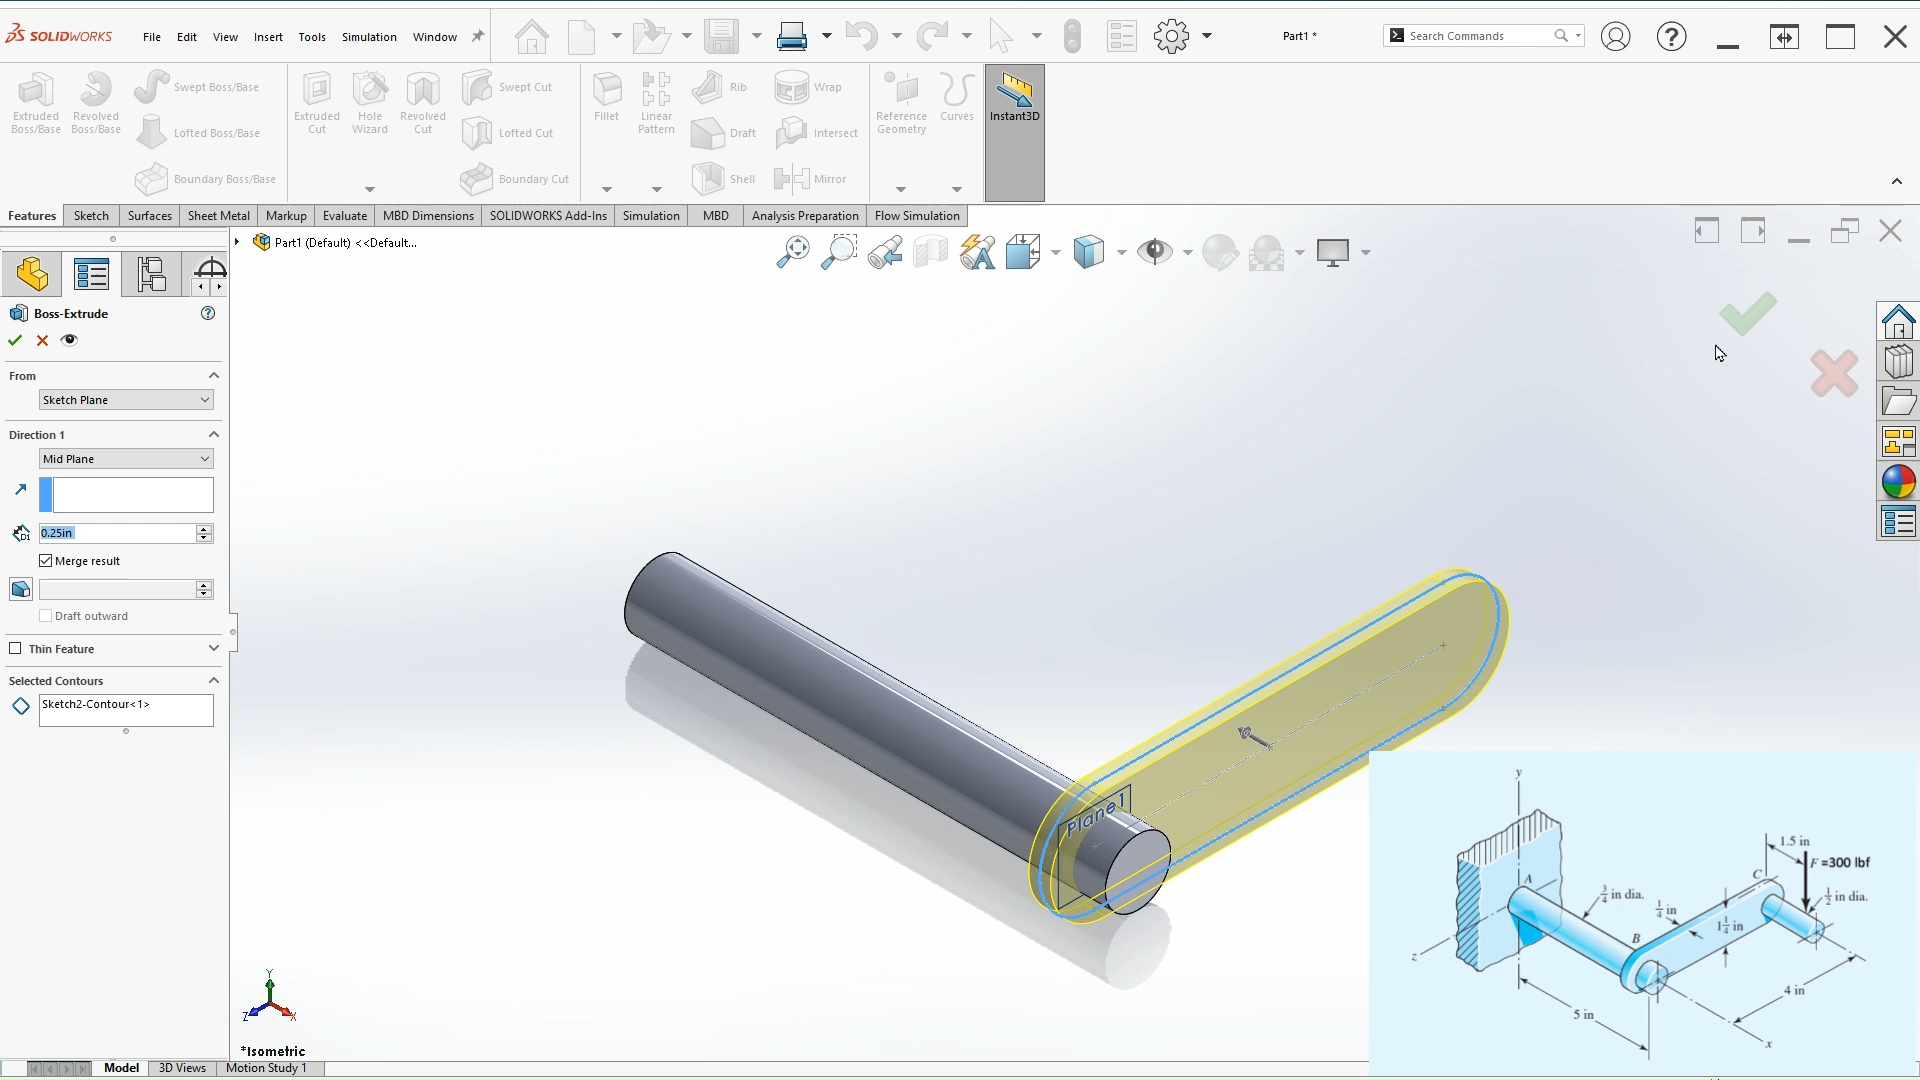 SOLIDWORKS File Edit View Insert Tools Simulation Window Part1 * Search Commands
Extruded Boss/Base
Revolved Boss/Base
Swept Boss/Base
Lofted Boss/Base
Boundary Boss/Base
Extruded Cut
Hole Wizard
Revolved Cut
Swept Cut
Lofted Cut
Boundary Cut
Fillet
Linear Pattern
Rib
Draft
Shell
Wrap
Intersect
Mirror
Reference Geometry
Curves
Instant3D
Features Sketch Surfaces Sheet Metal Markup Evaluate MBD Dimensions SOLIDWORKS Add-Ins Simulation MBD Analysis Preparation Flow Simulation
Part1 (Default) <<Default...
Boss-Extrude
From
Sketch Plane
Direction 1
Mid Plane
D1
0.25in
Merge result
Draft outward
Thin Feature
Selected Contours
Sketch2-Contour<1>
Plane1
Y
Z
X
*Isometric
y
1.5 in
C
F =300 lbf
A
3/4 in dia.
1/4 in
1/2 in dia.
1 1/4 in
B
z
4 in
5 in
x
Model 3D Views Motion Study 1